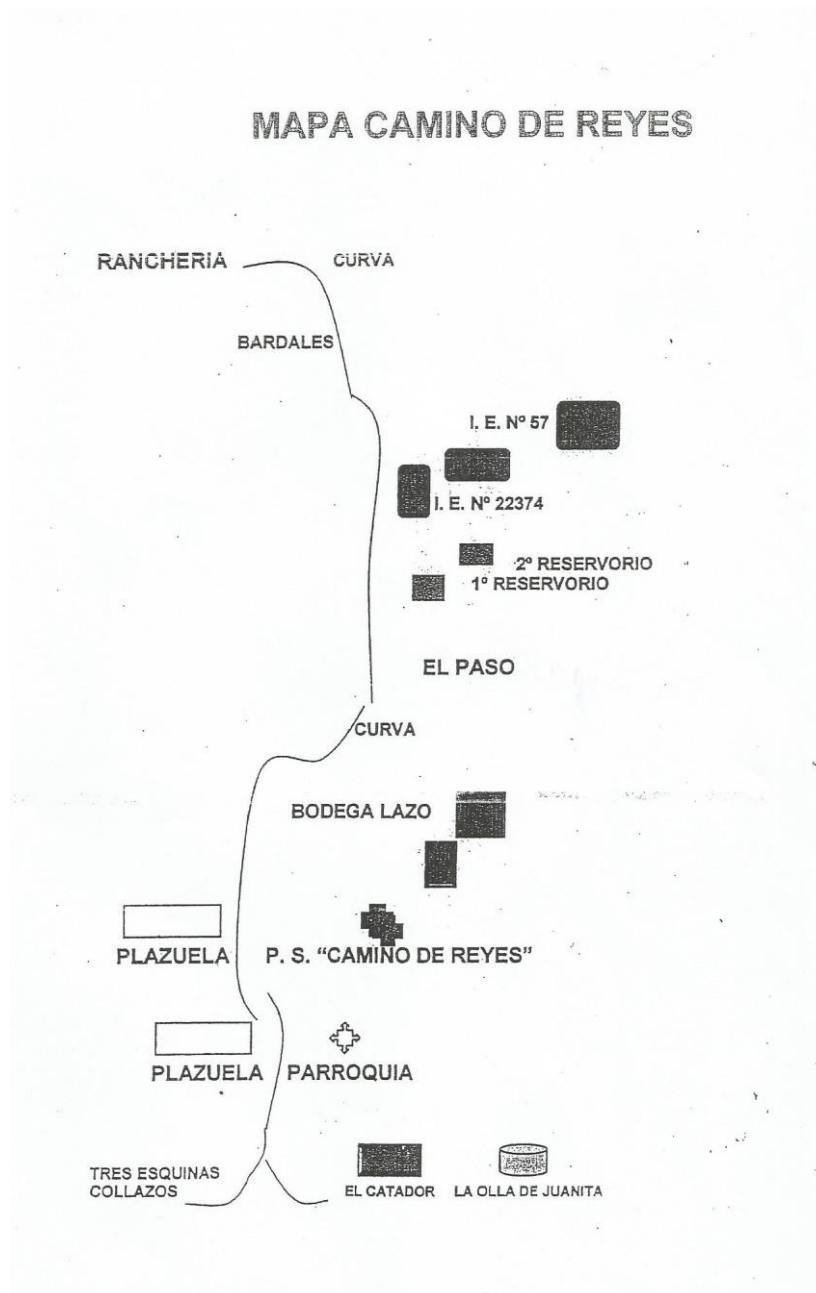 MAPA CAMINO DE REYES
RANCHERIA
CURVA
BARDALES
I. E. Nº 57
I. E. Nº 22374
2º RESERVORIO
1º RESERVORIO
EL PASO
CURVA
BODEGA LAZO
PLAZUELA
P. S. “CAMINO DE REYES”
PLAZUELA
PARROQUIA
TRES ESQUINAS
COLLAZOS
EL CATADOR
LA OLLA DE JUANITA